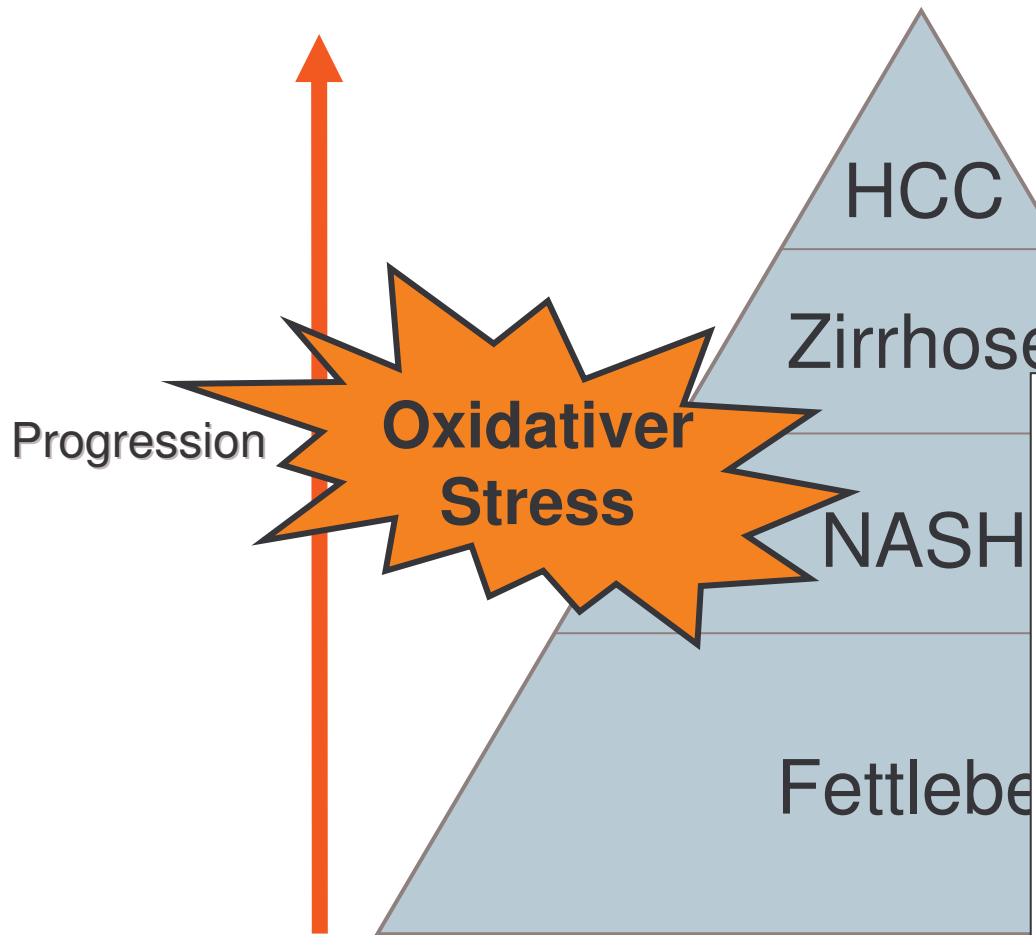 HCC
Zirrhose
Oxidativer
Stress
Progression
NASH
Fettlebe